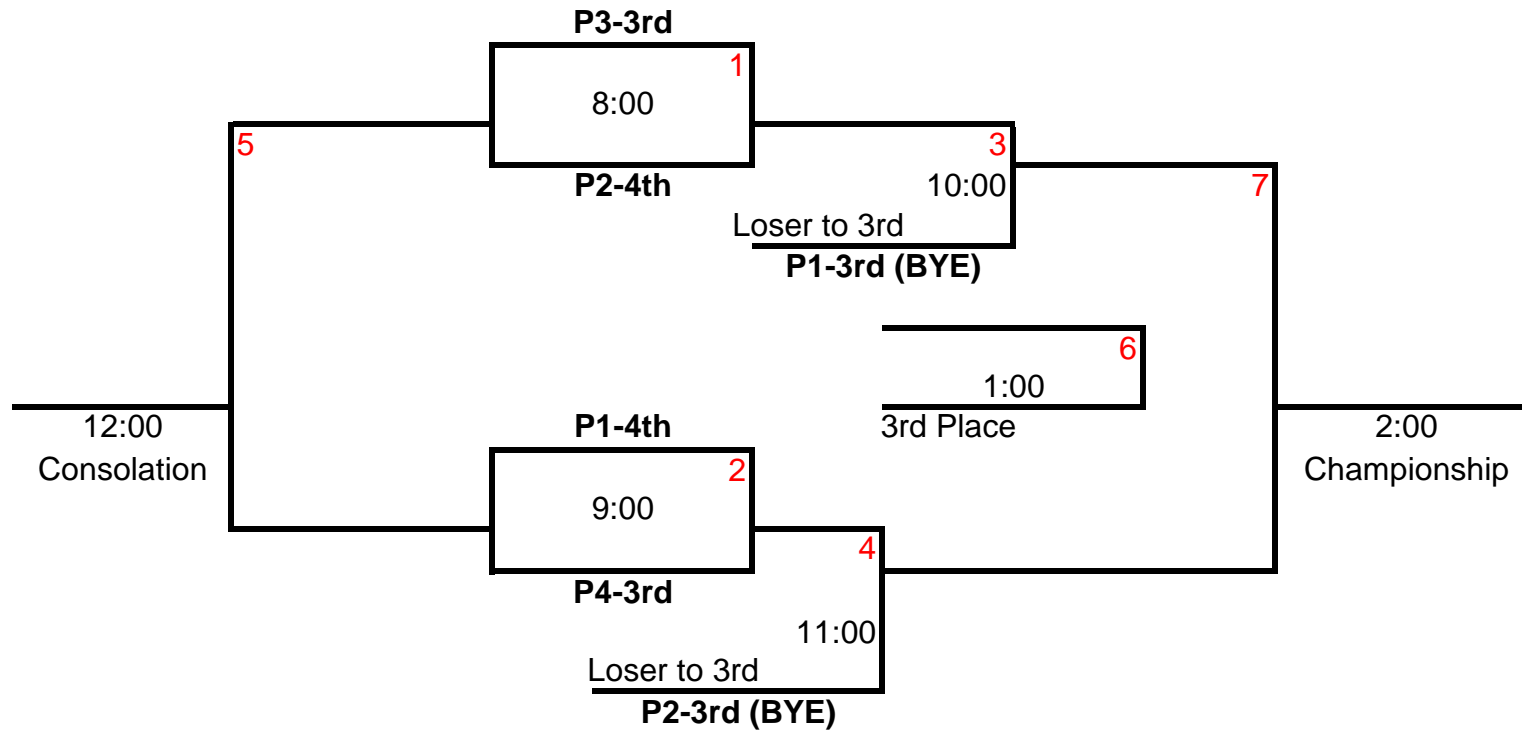 P3-3rd
1
8:00
5
3
P2-4th
10:00
7
Loser to 3rd
P1-3rd (BYE)
6
1:00
12:00
P1-4th
3rd Place
2:00
Consolation
2
Championship
9:00
4
P4-3rd
11:00
Loser to 3rd
P2-3rd (BYE)